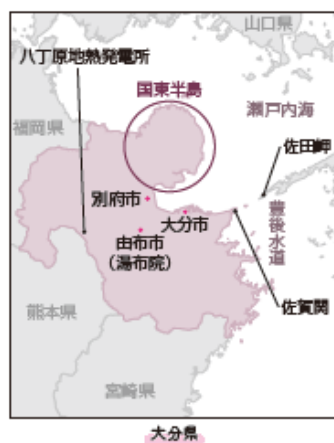 山口県
八丁原地熱発電所
国東半島
瀬戸内海
福岡県
佐田岬
別府市
大分市
豊後水道
由布市
(湯布院)
佐賀関
熊本県
宮崎県
大分県